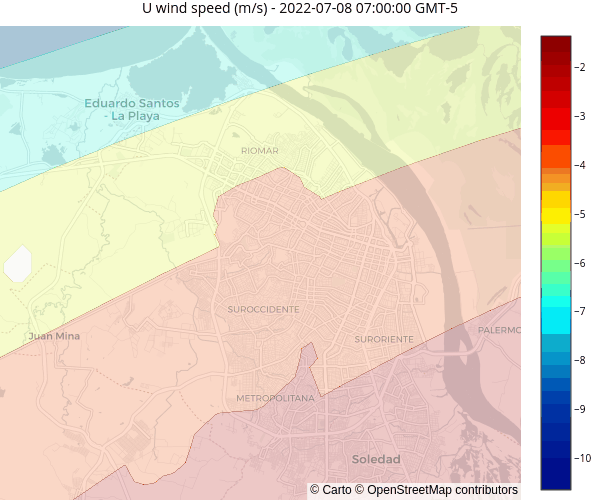 U wind speed (m/s) - 2022-07-08 07:00:00 GMT-5
Eduardo Santos
- La Playa
RIOMAR
SUROCCIDENTE
Juan Mina
SURORIENTE
PALERMO
METROPOLITANA
Soledad
© Carto © OpenStreetMap contributors
−2
−3
−4
−5
−6
−7
−8
−9
−10